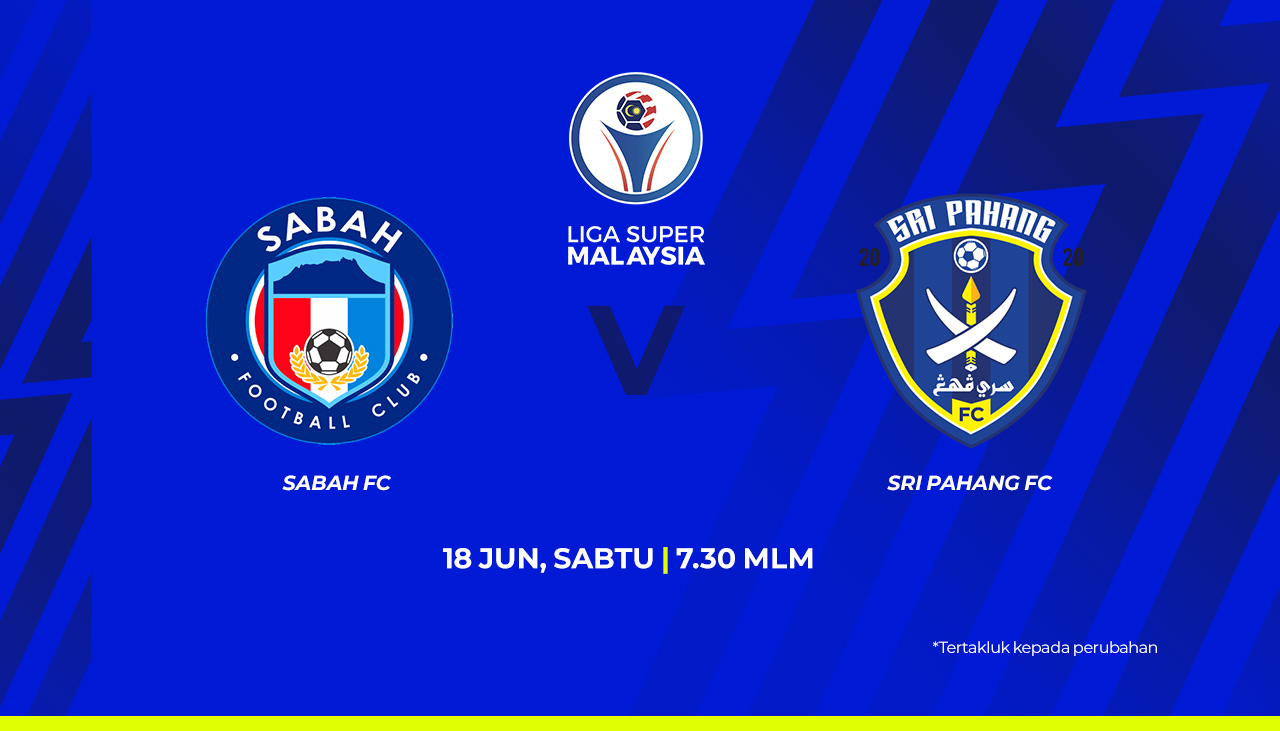 LIGA SUPER
MALAYSIA
SABAH
FOOTBALL CLUB
SRI PAHANG
20 20
سري ڤهڠ
FC
V
SABAH FC
SRI PAHANG FC
18 JUN, SABTU | 7.30 MLM
*Tertakluk kepada perubahan